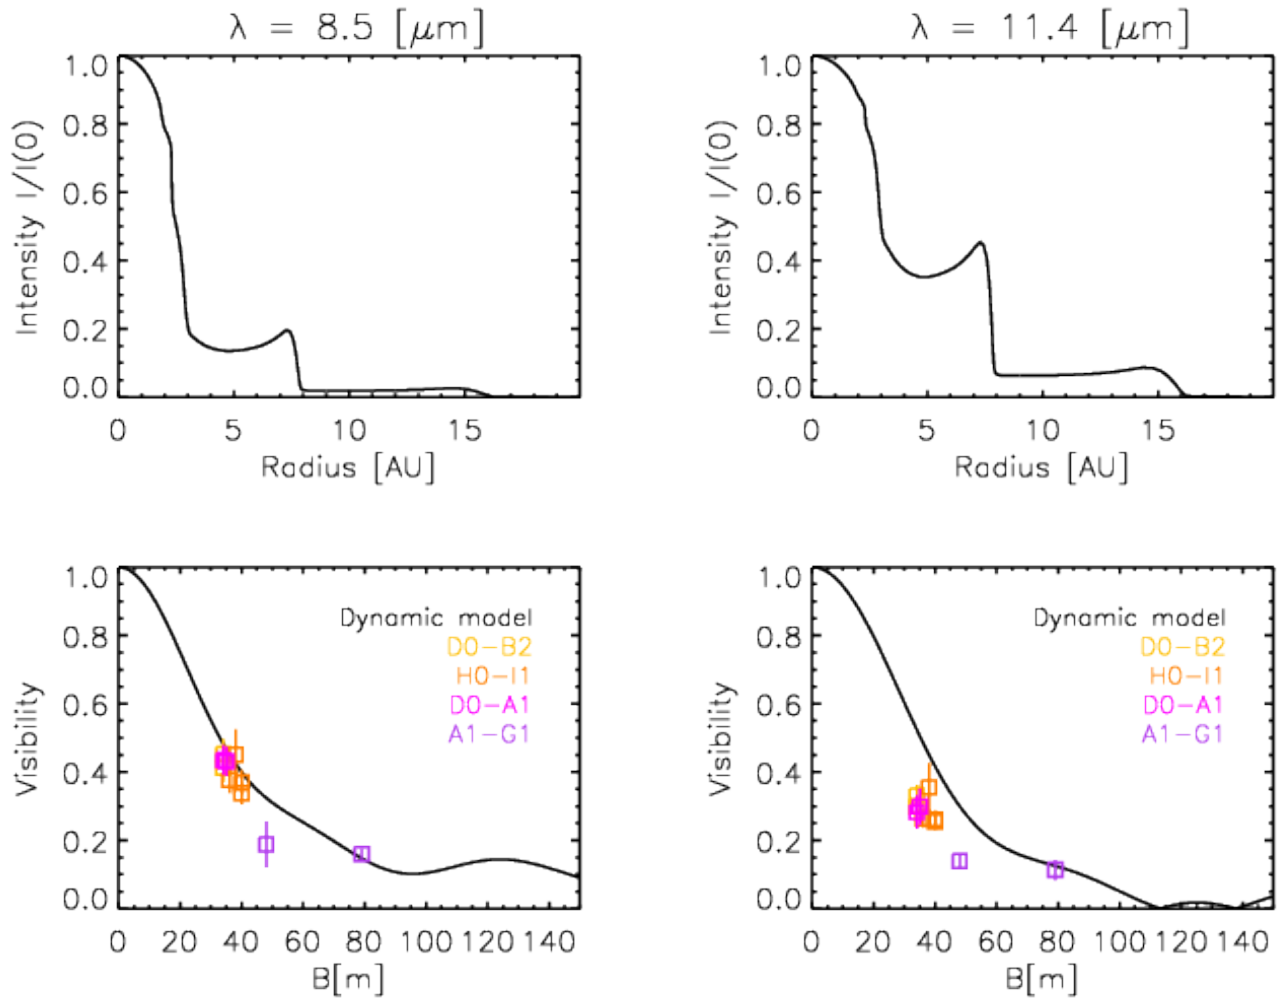 λ = 8.5 [μm]
Intensity I/I(0)
1.0
0.8
0.6
0.4
0.2
0.0
0 5 10 15
Radius [AU]
λ = 11.4 [μm]
Intensity I/I(0)
1.0
0.8
0.6
0.4
0.2
0.0
0 5 10 15
Radius [AU]
Visibility
1.0
0.8
0.6
0.4
0.2
0.0
Dynamic model
D0-B2
H0-I1
D0-A1
A1-G1
0 20 40 60 80 100 120 140
B[m]
Visibility
1.0
0.8
0.6
0.4
0.2
0.0
Dynamic model
D0-B2
H0-I1
D0-A1
A1-G1
0 20 40 60 80 100 120 140
B[m]